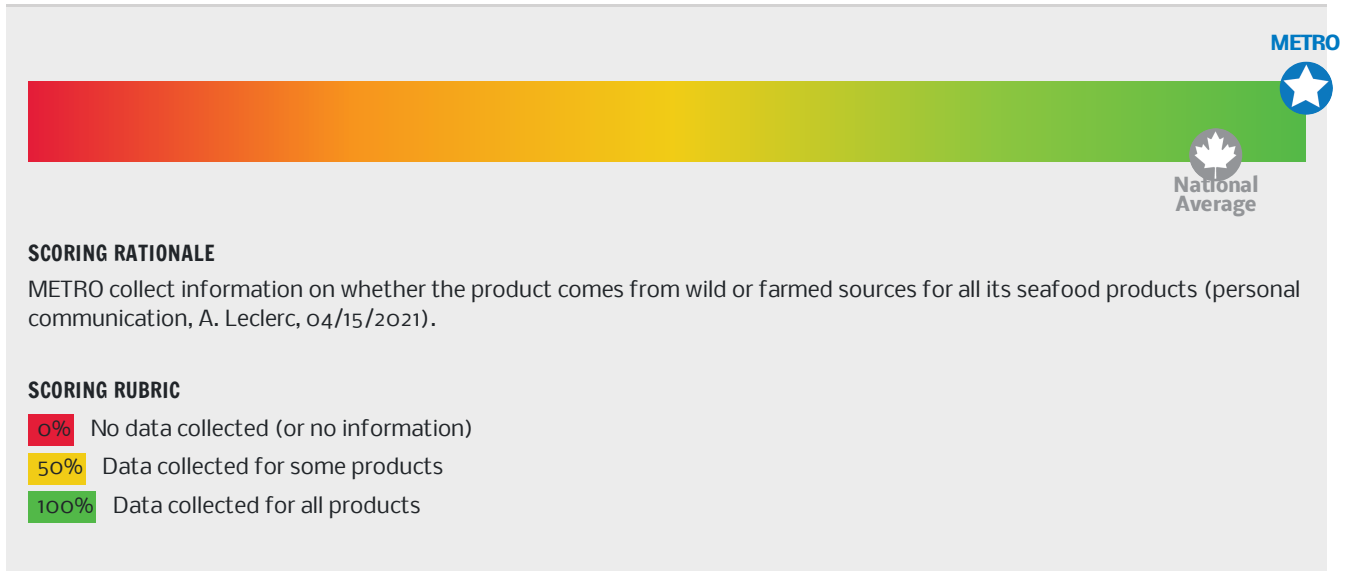 METRO
National
Average
SCORING RATIONALE
METRO collect information on whether the product comes from wild or farmed sources for all its seafood products (personal
communication, A. Leclerc, 04/15/2021).
SCORING RUBRIC
0% No data collected (or no information)
50% Data collected for some products
100% Data collected for all products